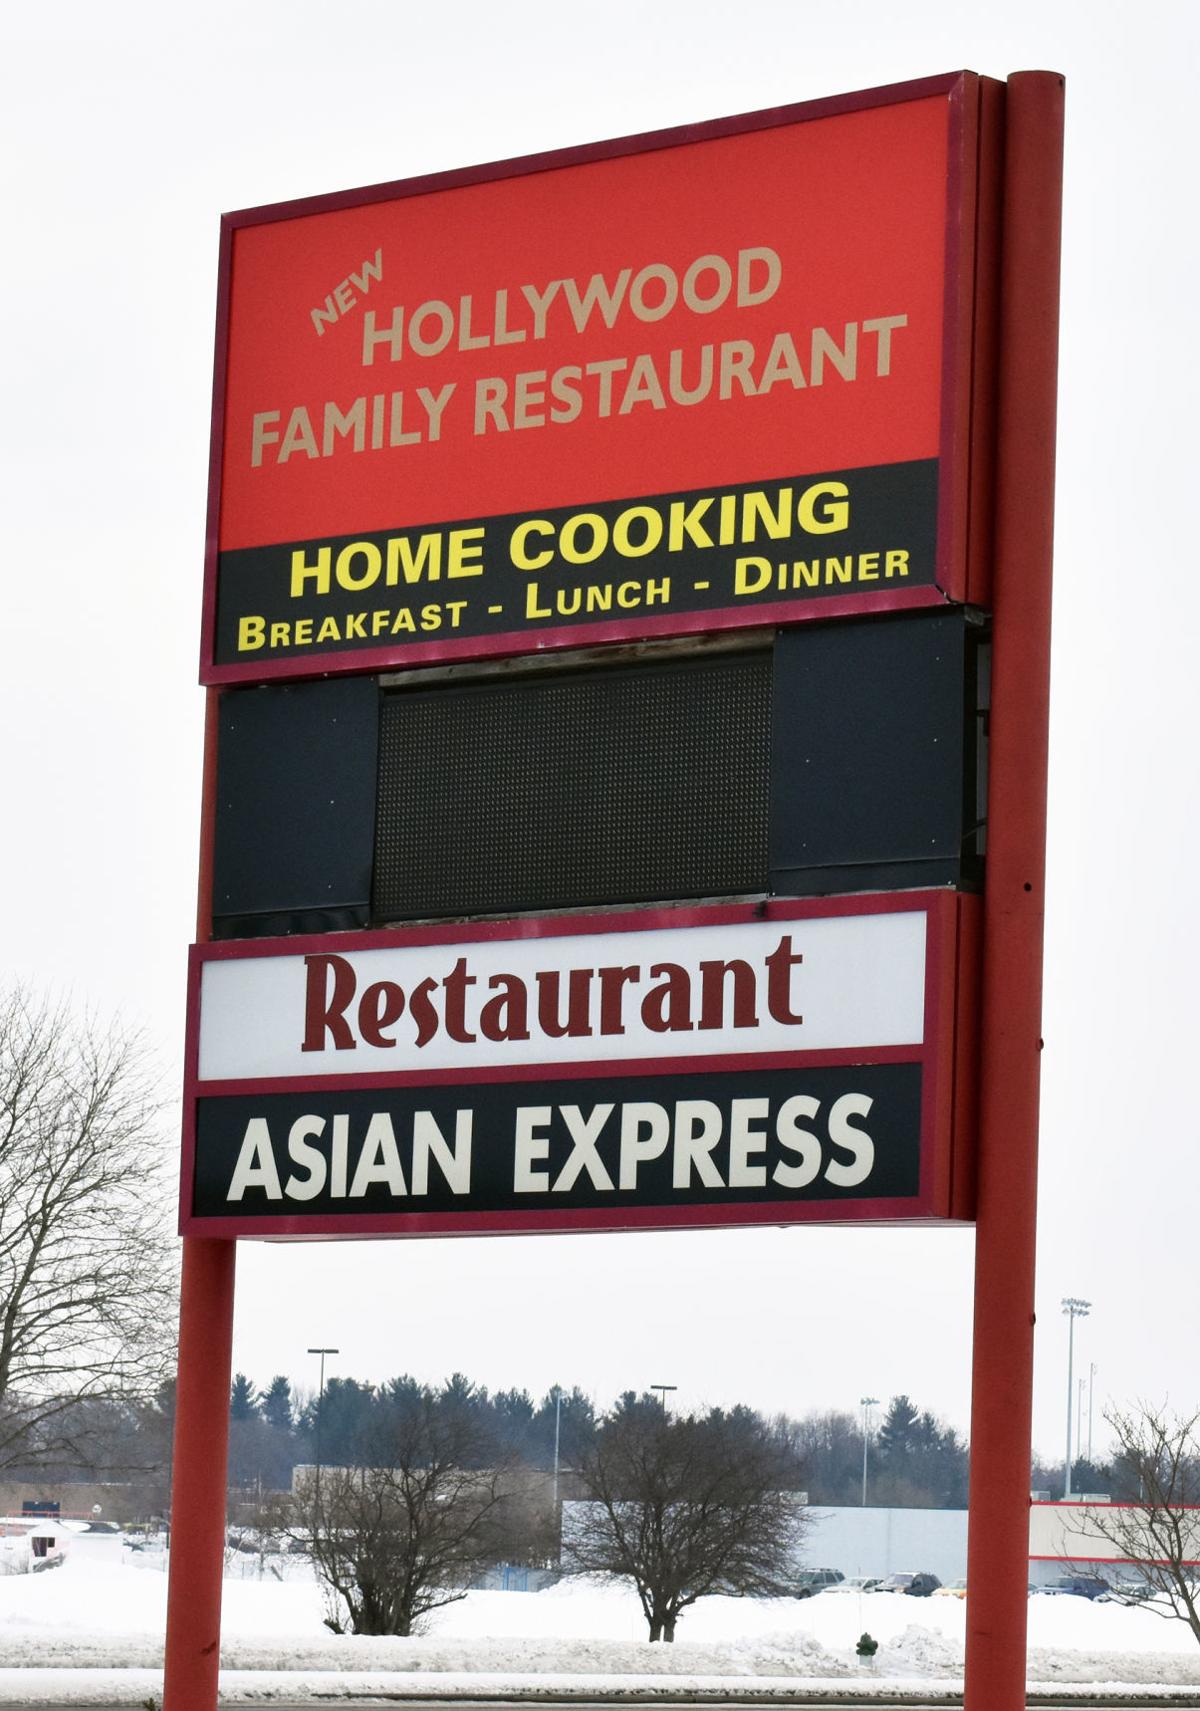 NEW
HOLLYWOOD
FAMILY RESTAURANT
HOME COOKING
BREAKFAST - LUNCH - DINNER
Restaurant
ASIAN EXPRESS